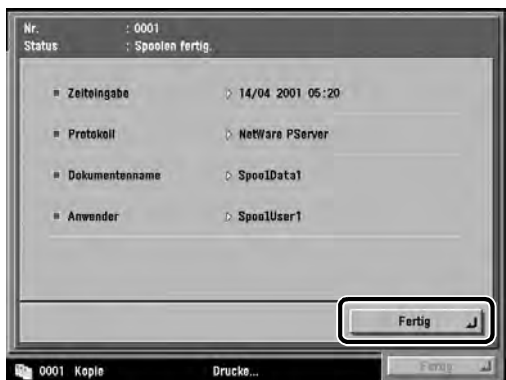 Nr. : 0001
Status : Spoolen fertig.
Zeiteingabe 14/04 2001 05:20
Protokoll NetWare PServer
Dokumentenname SpoolData1
Anwender SpoolUser1
Fertig
0001 Kopie Drucke... Fertig